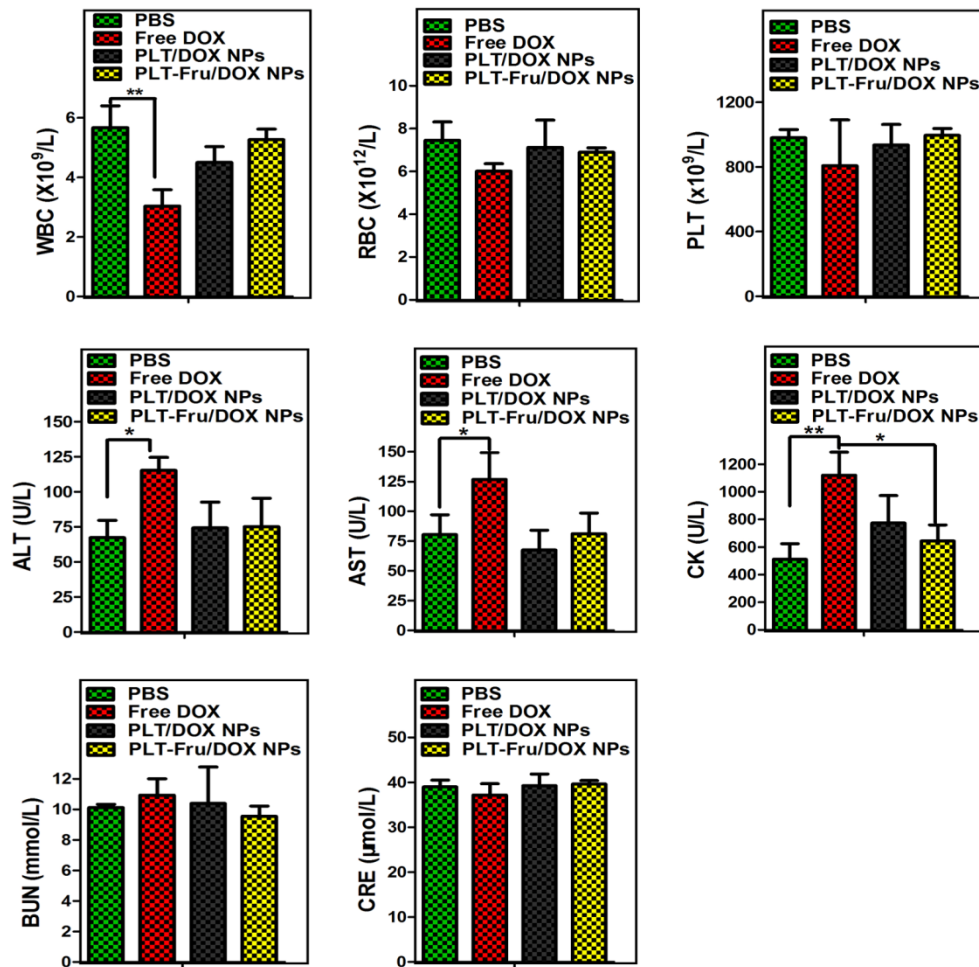 PBS
Free DOX
PLT/DOX NPs
PLT-Fru/DOX NPs
**
WBC (X10⁹/L)
6
4
2
0
PBS
Free DOX
PLT/DOX NPs
PLT-Fru/DOX NPs
RBC (X10¹²/L)
10
8
6
4
2
0
PBS
Free DOX
PLT/DOX NPs
PLT-Fru/DOX NPs
PLT (x10⁹/L)
1200
800
400
0
PBS
Free DOX
PLT/DOX NPs
PLT-Fru/DOX NPs
*
ALT (U/L)
150
125
100
75
50
25
0
PBS
Free DOX
PLT/DOX NPs
PLT-Fru/DOX NPs
*
AST (U/L)
150
125
100
75
50
25
0
PBS
Free DOX
PLT/DOX NPs
PLT-Fru/DOX NPs
**
*
CK (U/L)
1200
1000
800
600
400
200
0
PBS
Free DOX
PLT/DOX NPs
PLT-Fru/DOX NPs
BUN (mmol/L)
12
10
8
6
4
2
0
PBS
Free DOX
PLT/DOX NPs
PLT-Fru/DOX NPs
CRE (μmol/L)
50
40
30
20
10
0